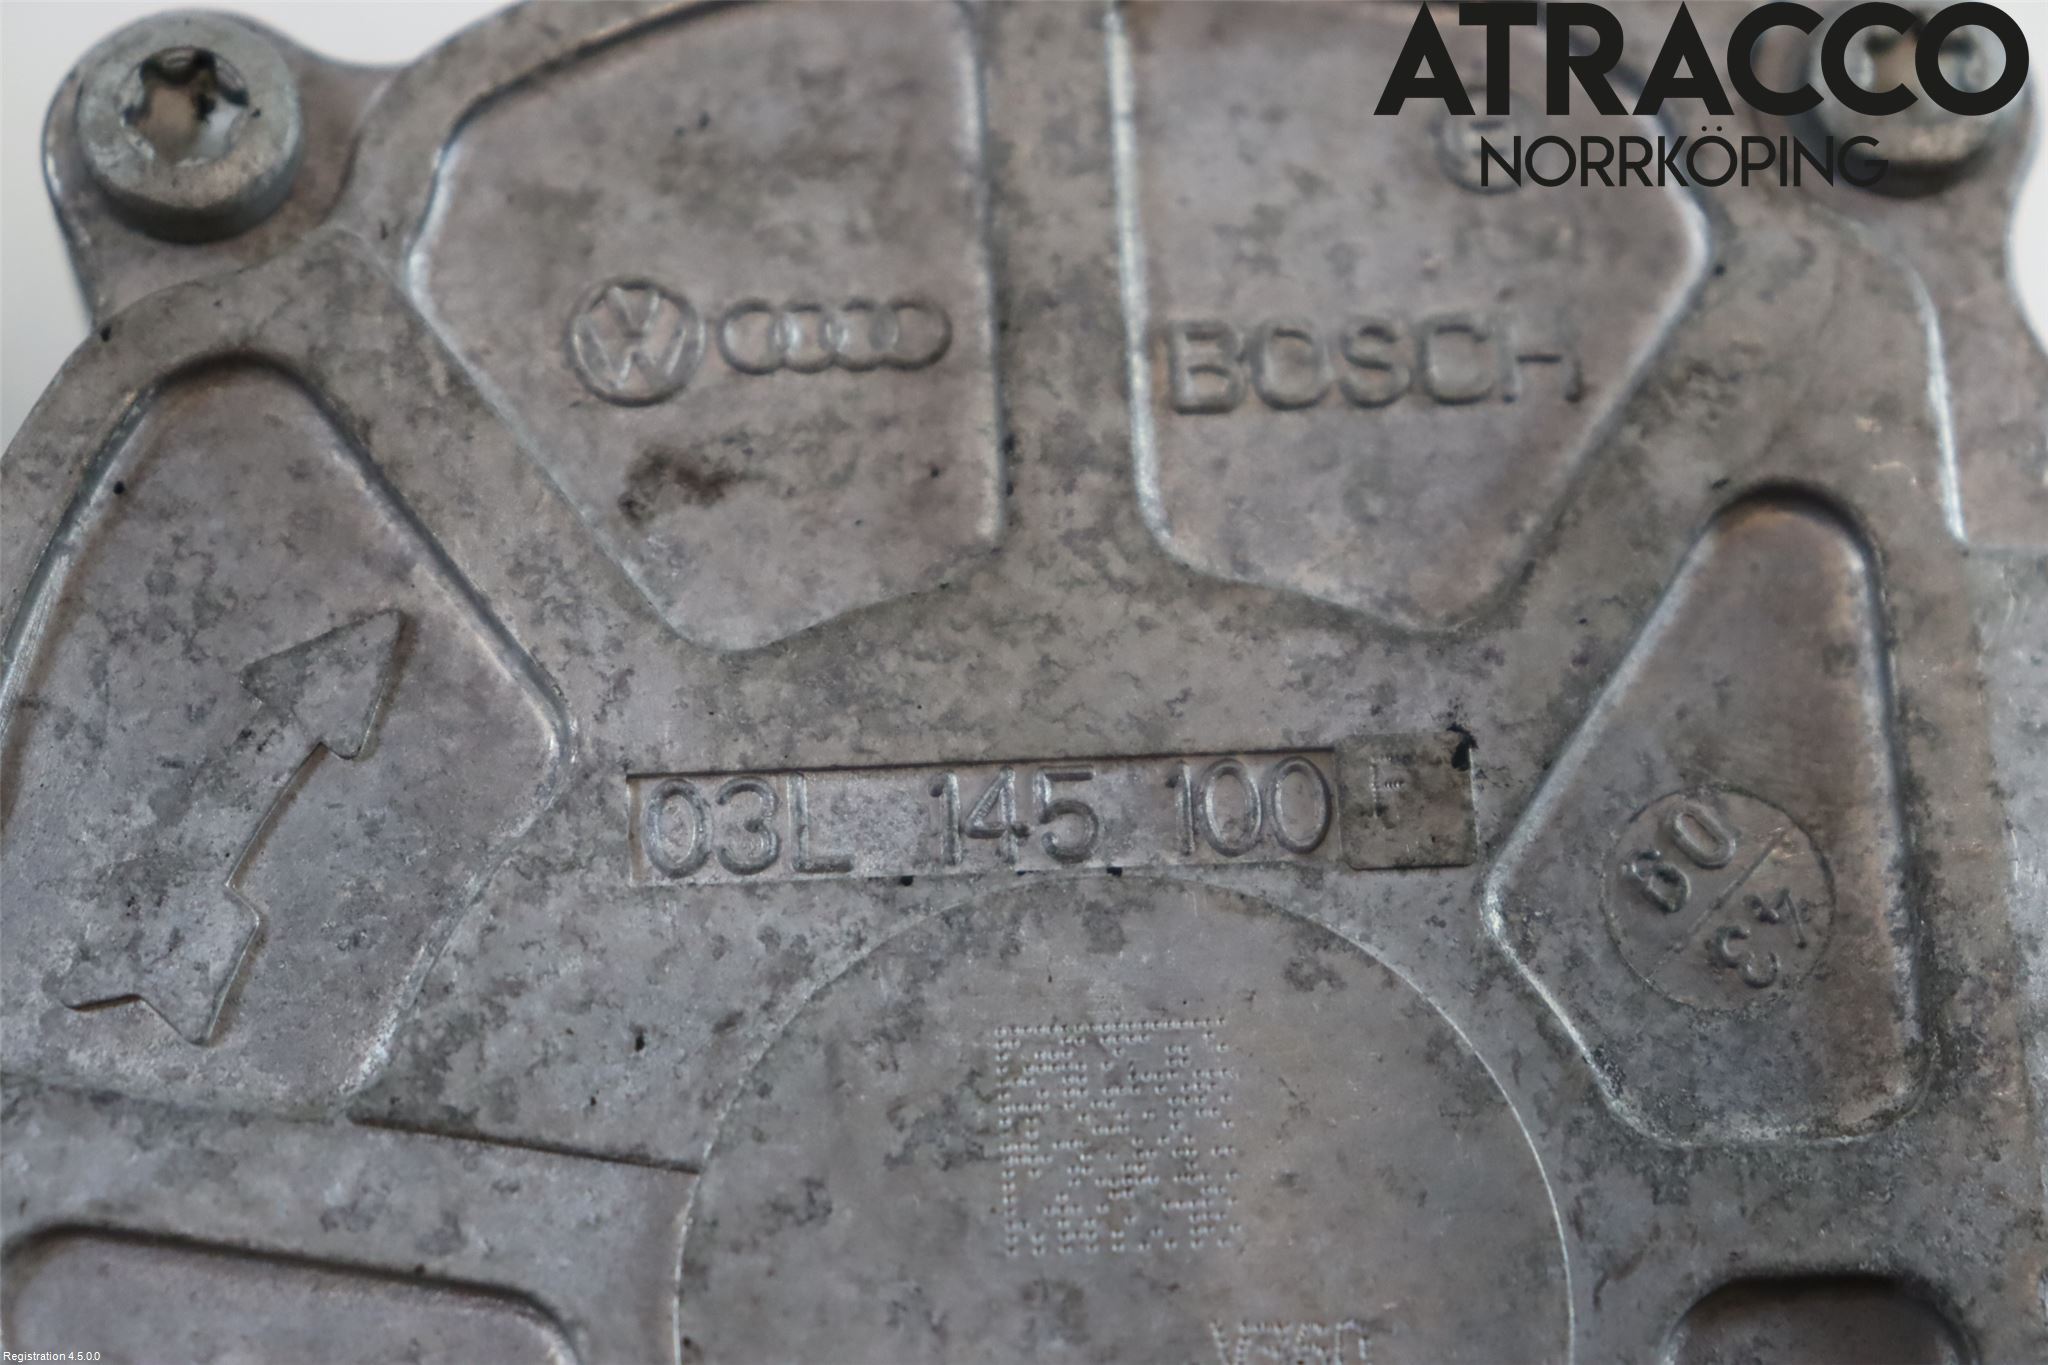 ATRACCO
NORRKÖPING
BOSCH
03L 145 100 F
Registration 4.5.0.0